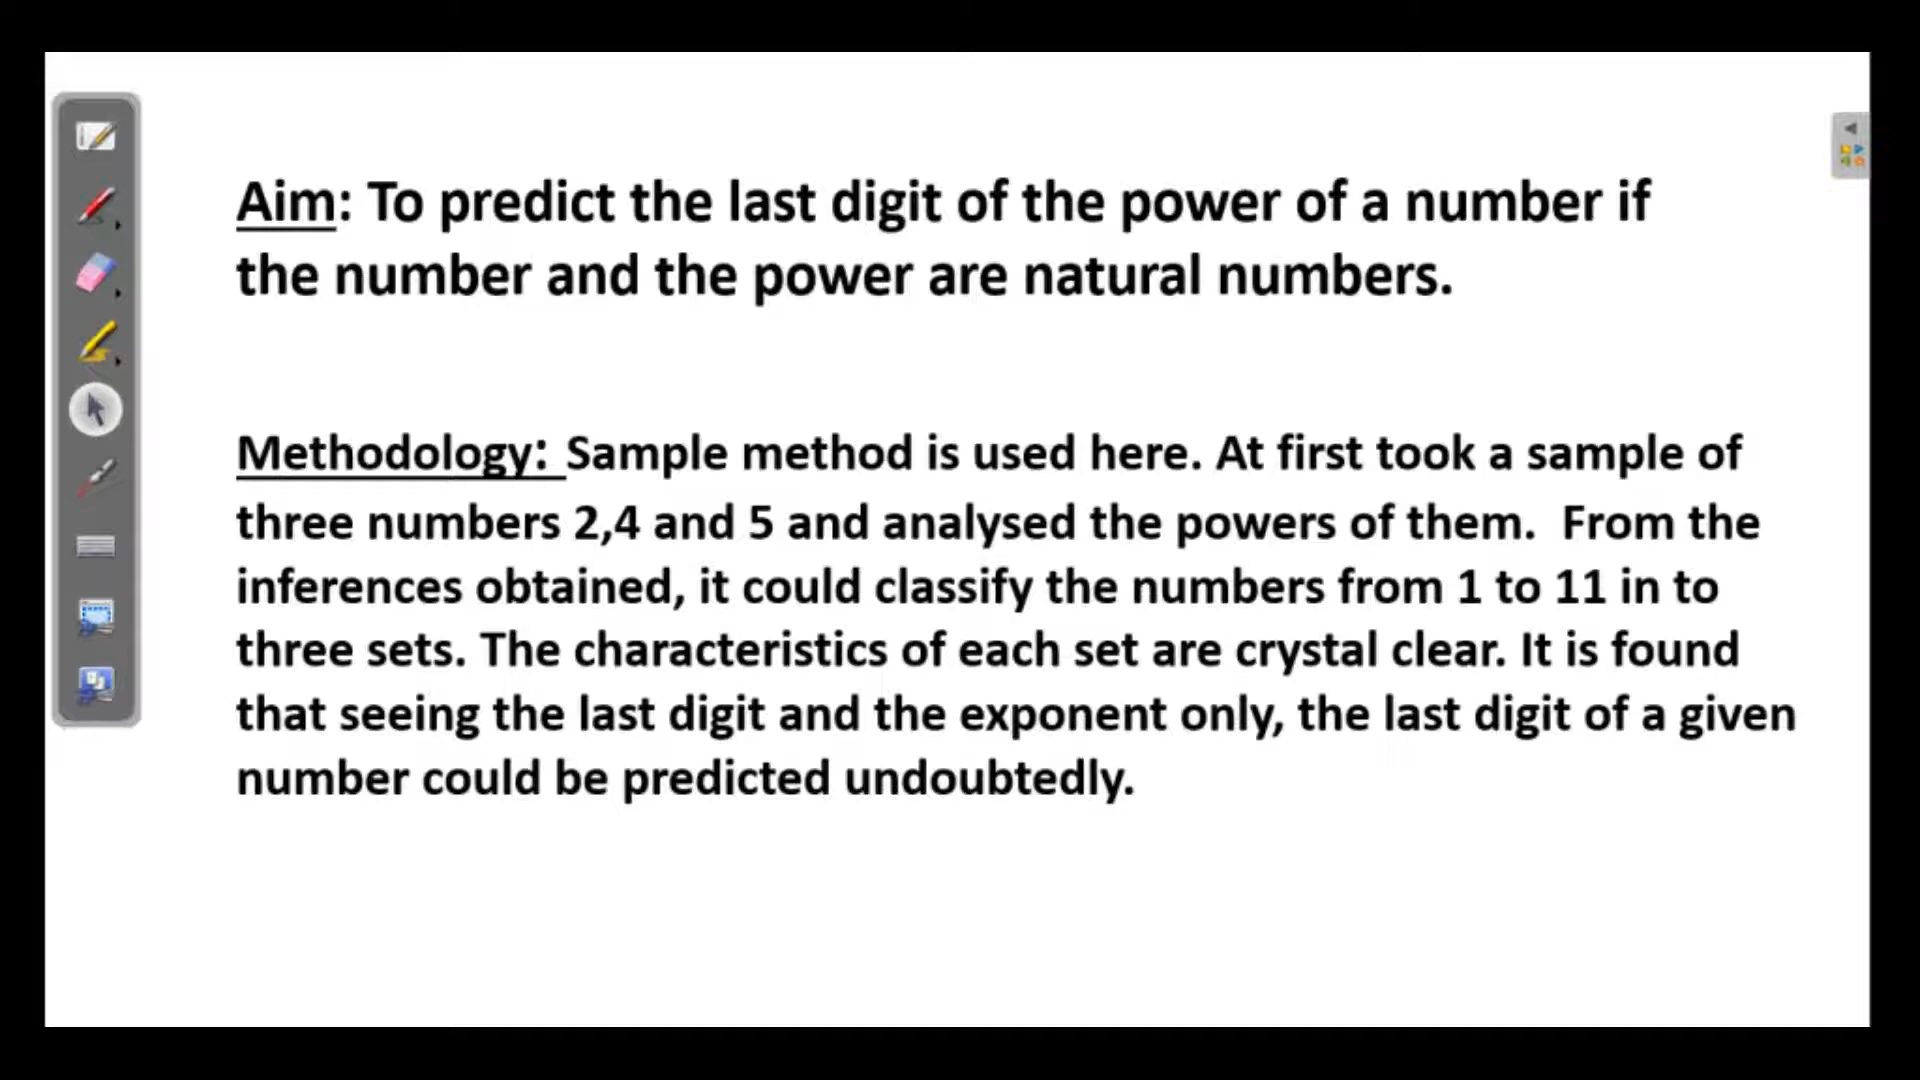 Aim: To predict the last digit of the power of a number if
the number and the power are natural numbers.
Methodology: Sample method is used here. At first took a sample of
three numbers 2,4 and 5 and analysed the powers of them. From the
inferences obtained, it could classify the numbers from 1 to 11 in to
three sets. The characteristics of each set are crystal clear. It is found
that seeing the last digit and the exponent only, the last digit of a given
number could be predicted undoubtedly.